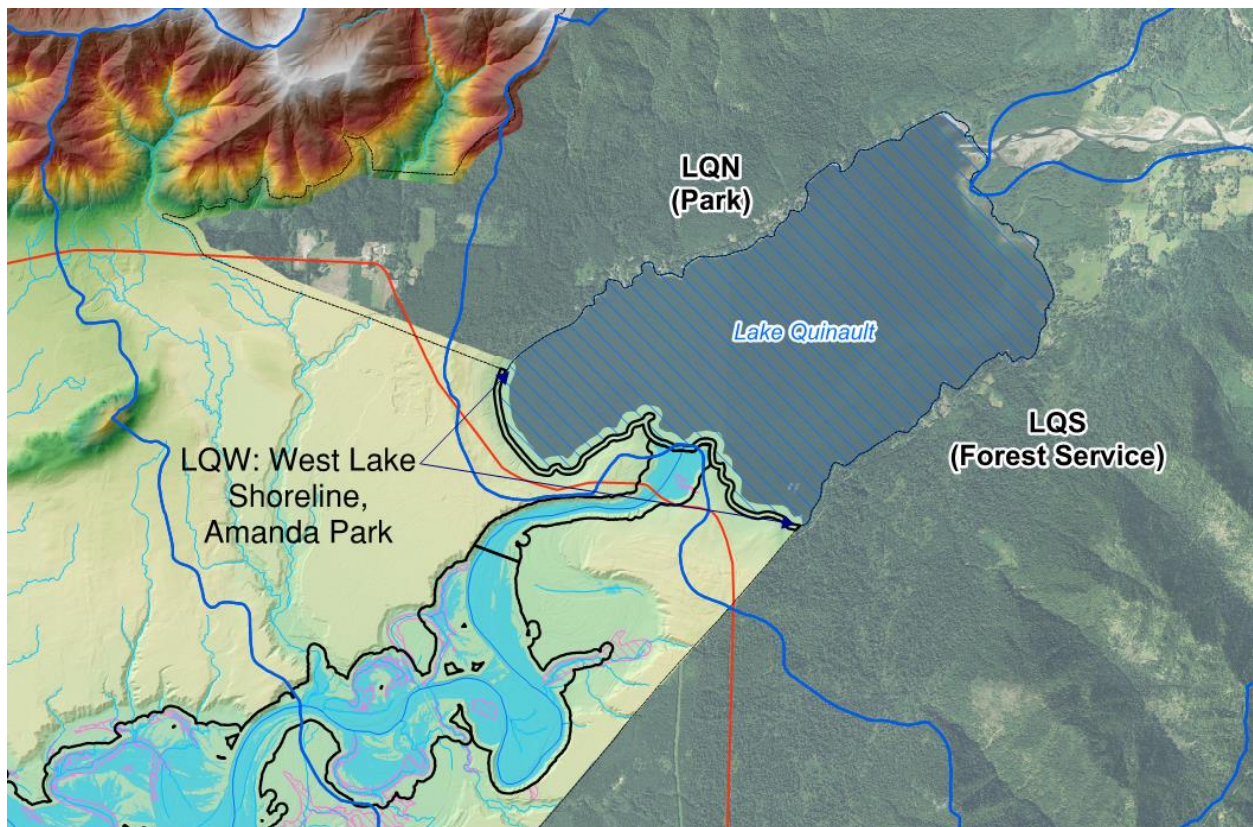 LQN
(Park)
Lake Quinault
LQS
(Forest Service)
LQW: West Lake
Shoreline,
Amanda Park